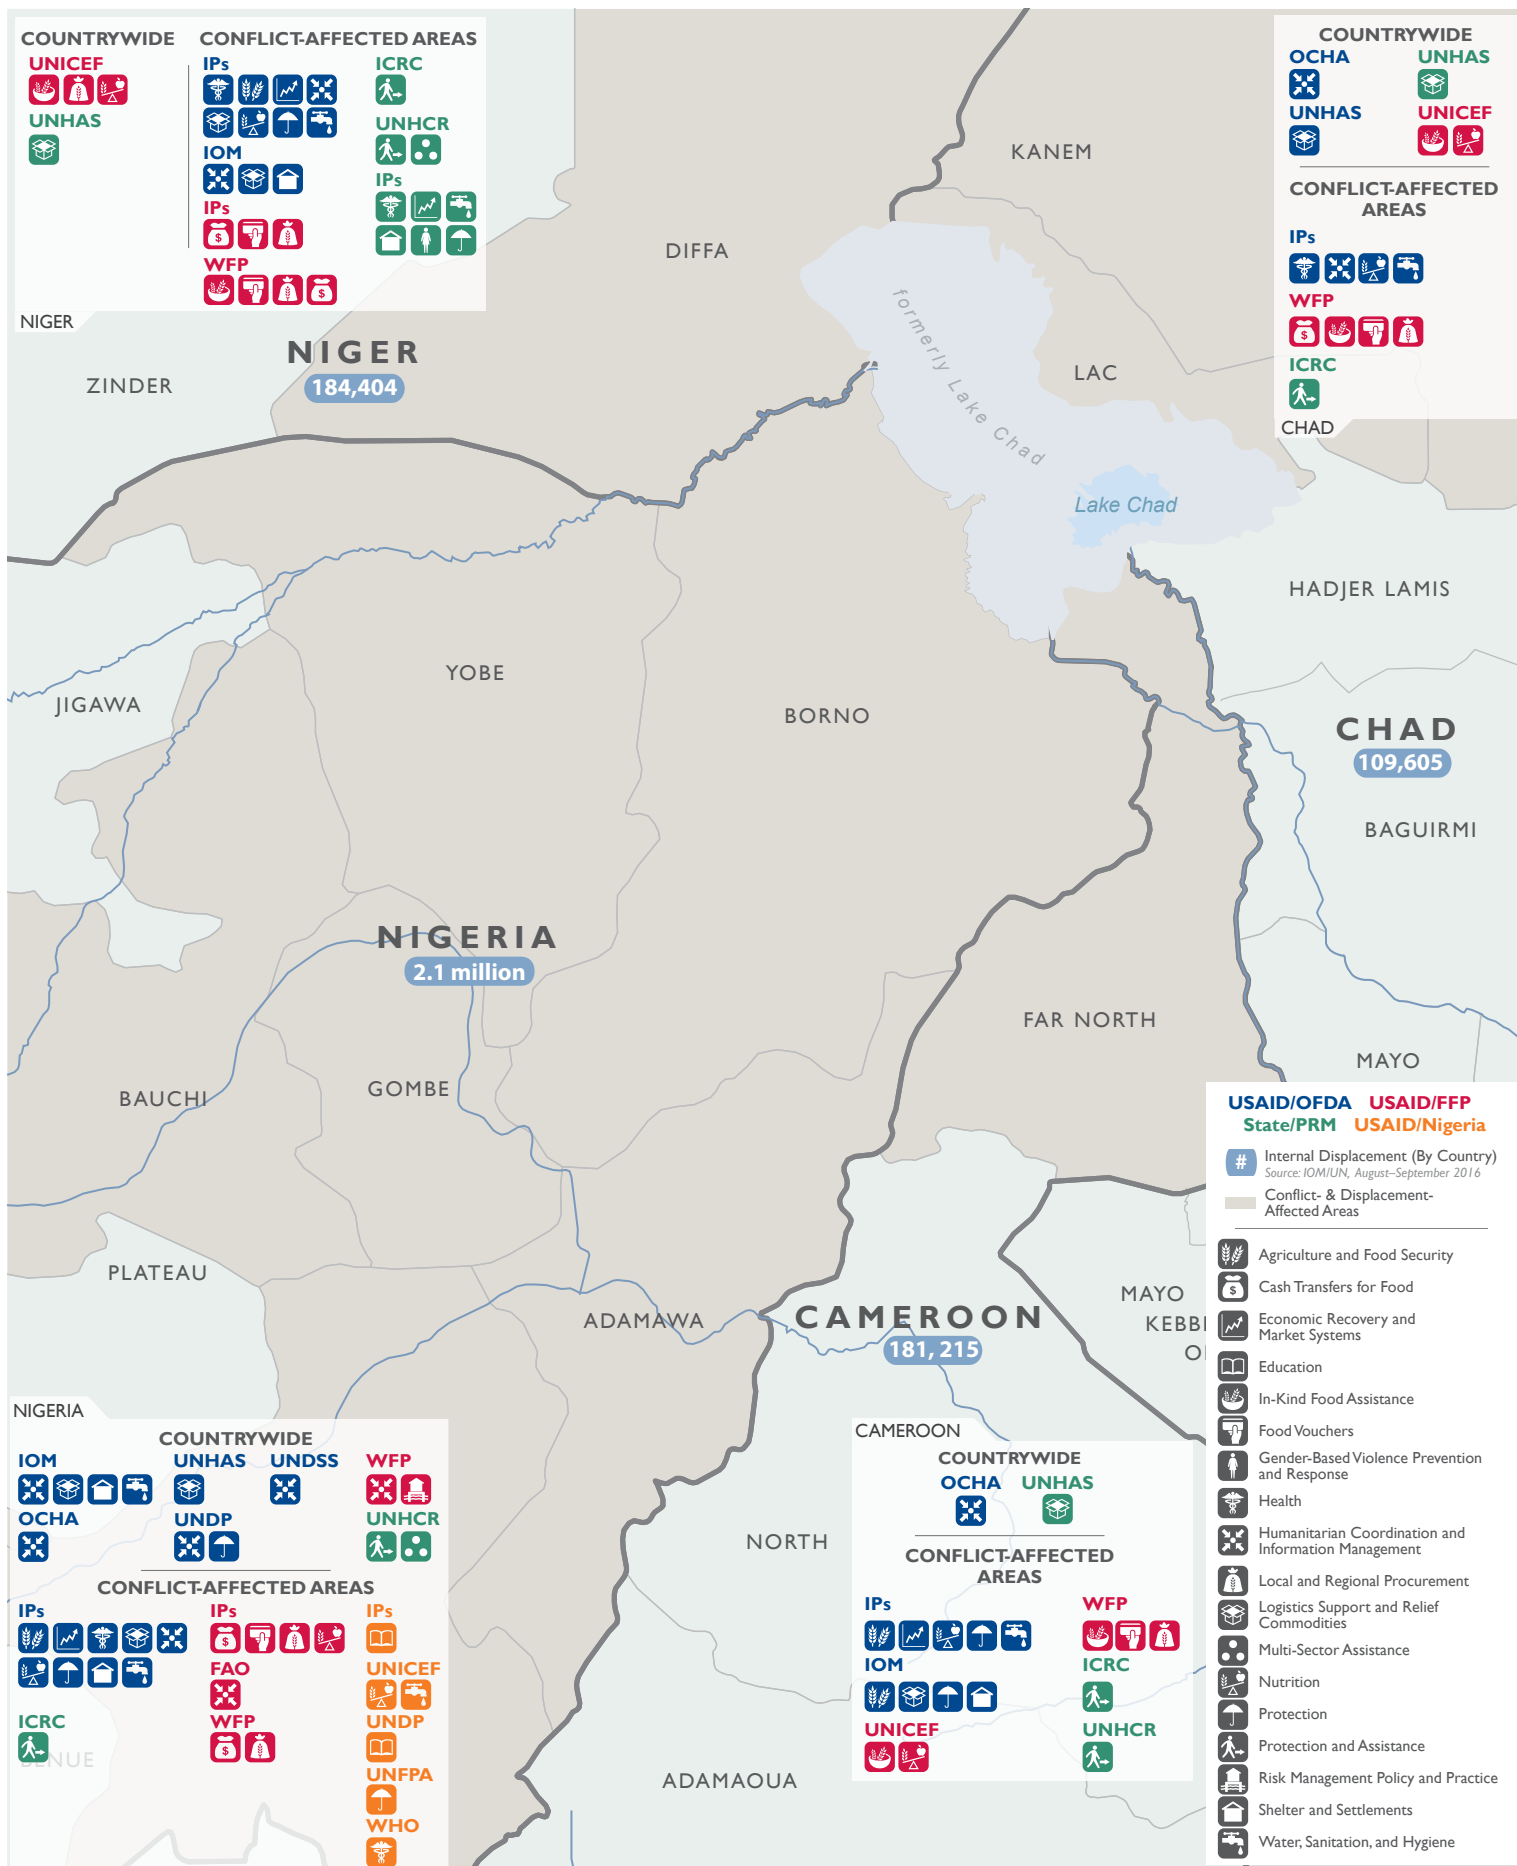 COUNTRYWIDE
UNICEF
UNHAS
CONFLICT-AFFECTED AREAS
IPs
IOM
IPs
WFP
ICRC
UNHCR
IPs
NIGER
COUNTRYWIDE
OCHA
UNHAS
UNHAS
UNICEF
CONFLICT-AFFECTED
AREAS
IPs
WFP
ICRC
CHAD
KANEM
DIFFA
NIGER
184,404
ZINDER
formerly Lake Chad
LAC
Lake Chad
HADJER LAMIS
YOBE
JIGAWA
BORNO
CHAD
109,605
BAGUIRMI
NIGERIA
2.1 million
FAR NORTH
MAYO
GOMBE
BAUCHI
PLATEAU
ADAMAWA
CAMEROON
181, 215
MAYO
KEBBI
O
NORTH
ADAMAOUA
BENUE
USAID/OFDA USAID/FFP
State/PRM USAID/Nigeria
# Internal Displacement (By Country)
Source: IOM/UN, August–September 2016
Conflict- & Displacement-
Affected Areas
Agriculture and Food Security
$ Cash Transfers for Food
Economic Recovery and
Market Systems
Education
In-Kind Food Assistance
Food Vouchers
Gender-Based Violence Prevention
and Response
Health
Humanitarian Coordination and
Information Management
Local and Regional Procurement
Logistics Support and Relief
Commodities
Multi-Sector Assistance
Nutrition
Protection
Protection and Assistance
Risk Management Policy and Practice
Shelter and Settlements
Water, Sanitation, and Hygiene
NIGERIA
COUNTRYWIDE
IOM UNHAS UNDSS WFP
OCHA UNDP UNHCR
CONFLICT-AFFECTED AREAS
IPs
ICRC
IPs
FAO
WFP
IPs
UNICEF
UNDP
UNFPA
WHO
CAMEROON
COUNTRYWIDE
OCHA UNHAS
CONFLICT-AFFECTED
AREAS
IPs
IOM
UNICEF
WFP
ICRC
UNHCR